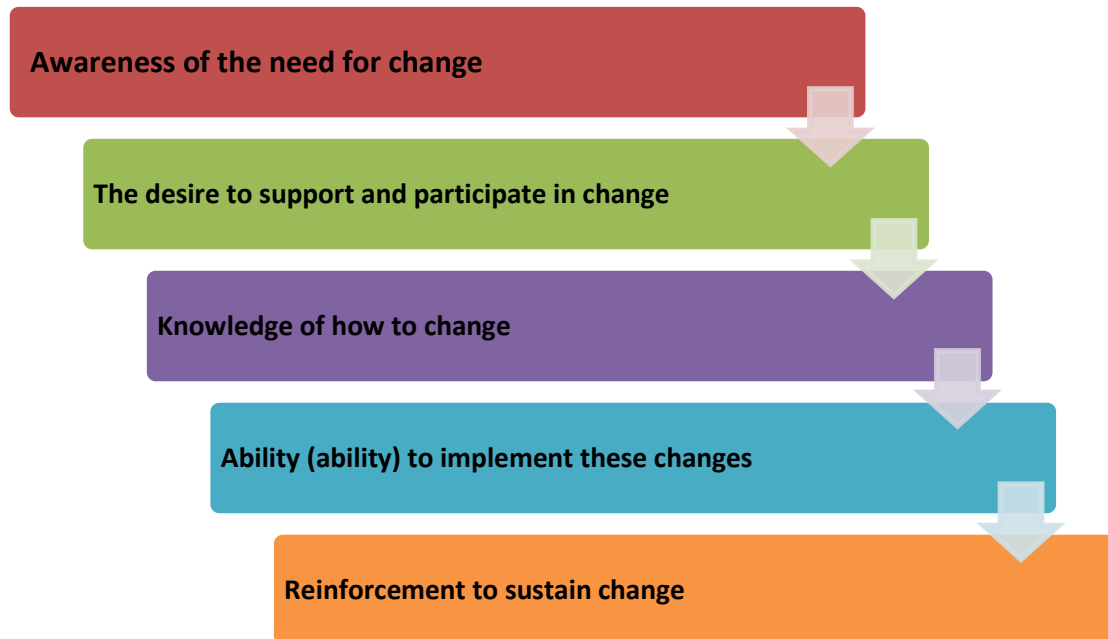 Awareness of the need for change
The desire to support and participate in change
Knowledge of how to change
Ability (ability) to implement these changes
Reinforcement to sustain change